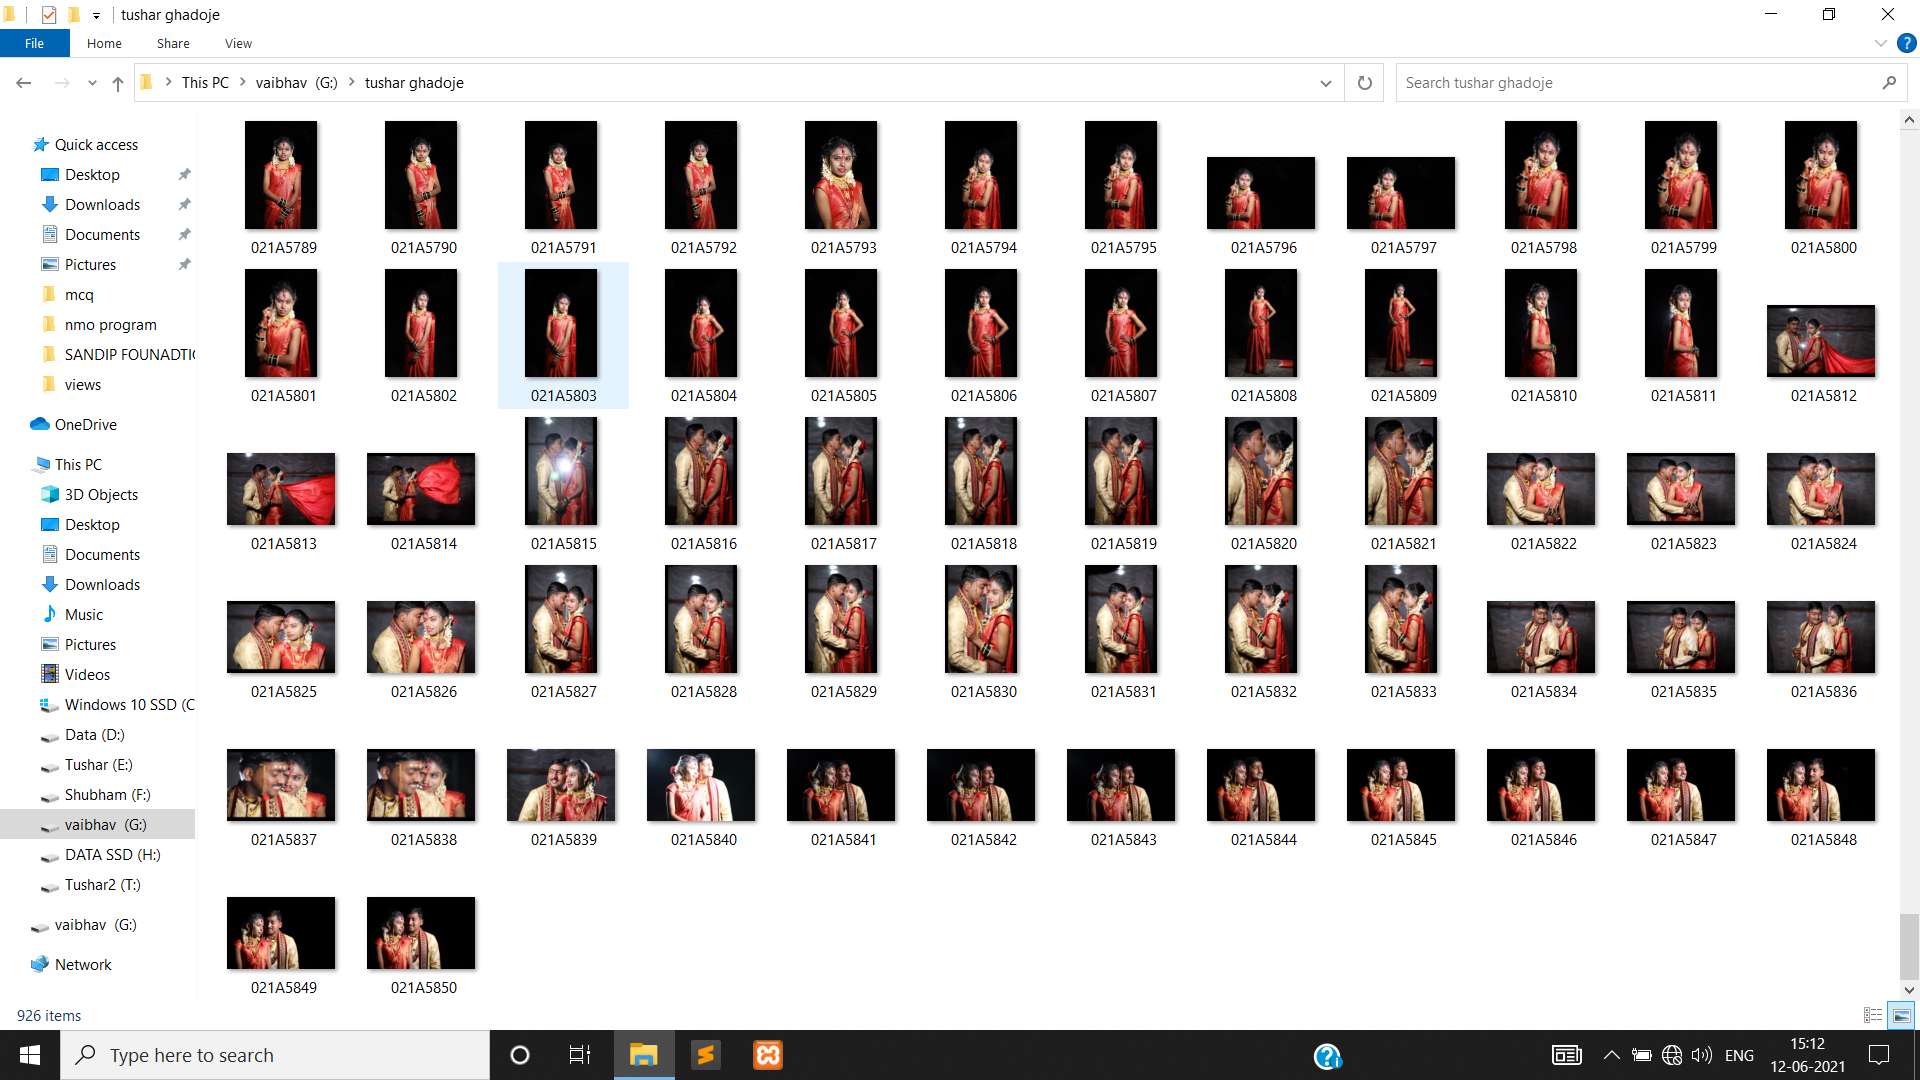 tushar ghadoje
File Home Share View
This PC vaibhav (G:) tushar ghadoje
Search tushar ghadoje
Quick access
Desktop
Downloads
Documents
Pictures
mcq
nmo program
SANDIP FOUNADTI
views
OneDrive
This PC
3D Objects
Desktop
Documents
Downloads
Music
Pictures
Videos
Windows 10 SSD (C
Data (D:)
Tushar (E:)
Shubham (F:)
vaibhav (G:)
DATA SSD (H:)
Tushar2 (T:)
vaibhav (G:)
Network
021A5789 021A5790 021A5791 021A5792 021A5793 021A5794 021A5795 021A5796 021A5797 021A5798 021A5799 021A5800
021A5801 021A5802 021A5803 021A5804 021A5805 021A5806 021A5807 021A5808 021A5809 021A5810 021A5811 021A5812
021A5813 021A5814 021A5815 021A5816 021A5817 021A5818 021A5819 021A5820 021A5821 021A5822 021A5823 021A5824
021A5825 021A5826 021A5827 021A5828 021A5829 021A5830 021A5831 021A5832 021A5833 021A5834 021A5835 021A5836
021A5837 021A5838 021A5839 021A5840 021A5841 021A5842 021A5843 021A5844 021A5845 021A5846 021A5847 021A5848
021A5849 021A5850
926 items
Type here to search
ENG
15:12
12-06-2021